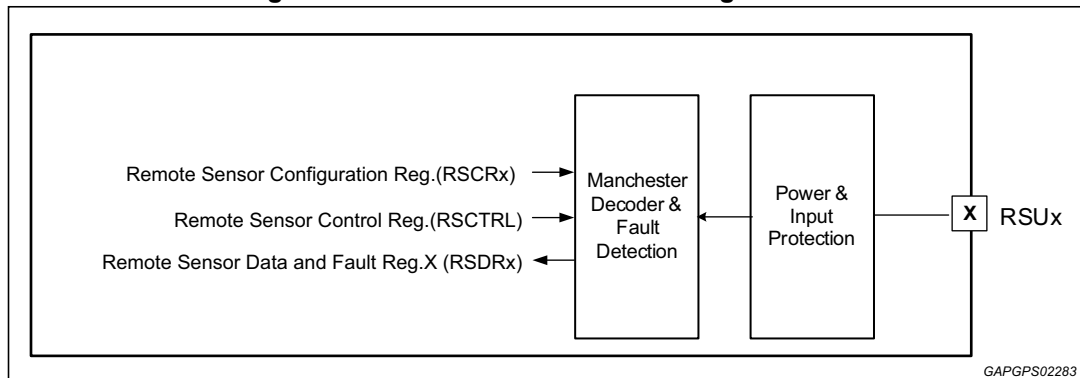 Remote Sensor Configuration Reg.(RSCRx)
Remote Sensor Control Reg.(RSCTRL)
Remote Sensor Data and Fault Reg.X (RSDRx)
Manchester
Decoder &
Fault
Detection
Power &
Input
Protection
X
RSUx
GAPGPS02283